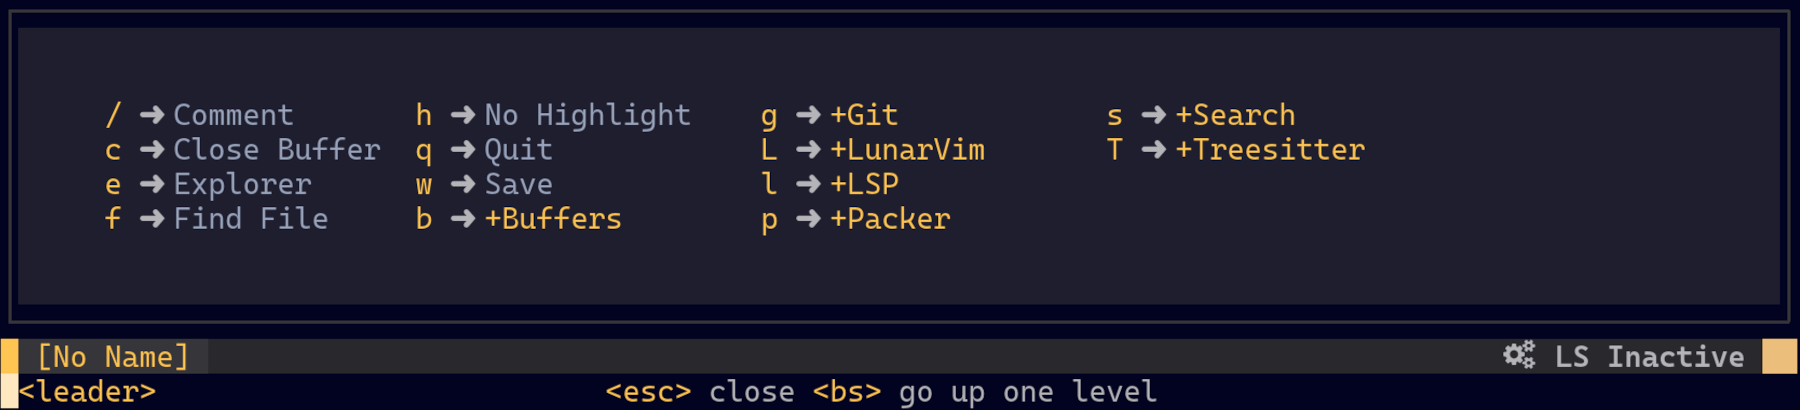 / ➜ Comment h ➜ No Highlight g ➜ +Git s ➜ +Search
c ➜ Close Buffer q ➜ Quit L ➜ +LunarVim T ➜ +Treesitter
e ➜ Explorer w ➜ Save l ➜ +LSP
f ➜ Find File b ➜ +Buffers p ➜ +Packer
[No Name] LS Inactive
<leader> <esc> close <bs> go up one level